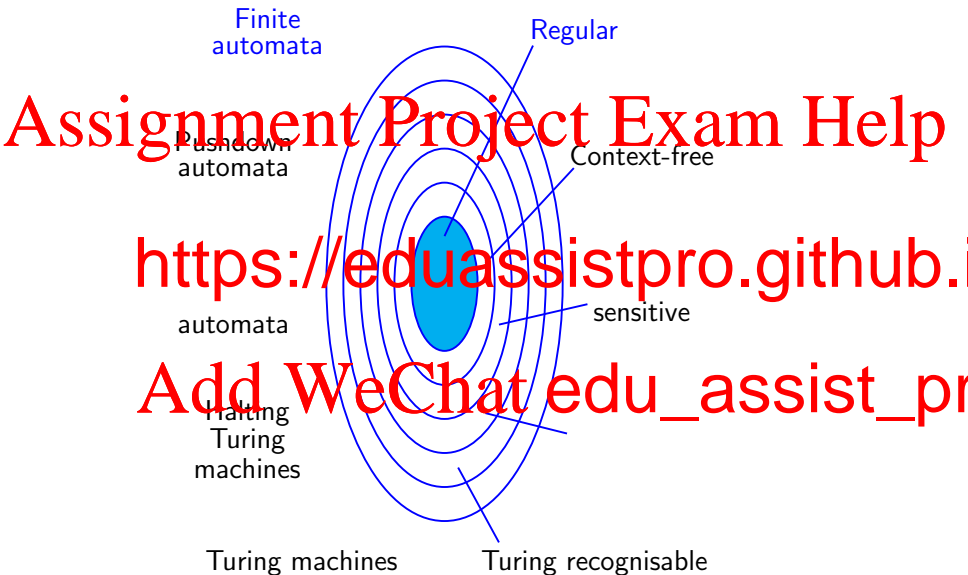 Finite
automata
Regular
Assignment Project Exam Help
Pushdown
automata
Context-free
https://eduassistpro.github.i
automata
sensitive
Add WeChat edu_assist_pr
Halting
Turing
machines
Turing machines
Turing recognisable